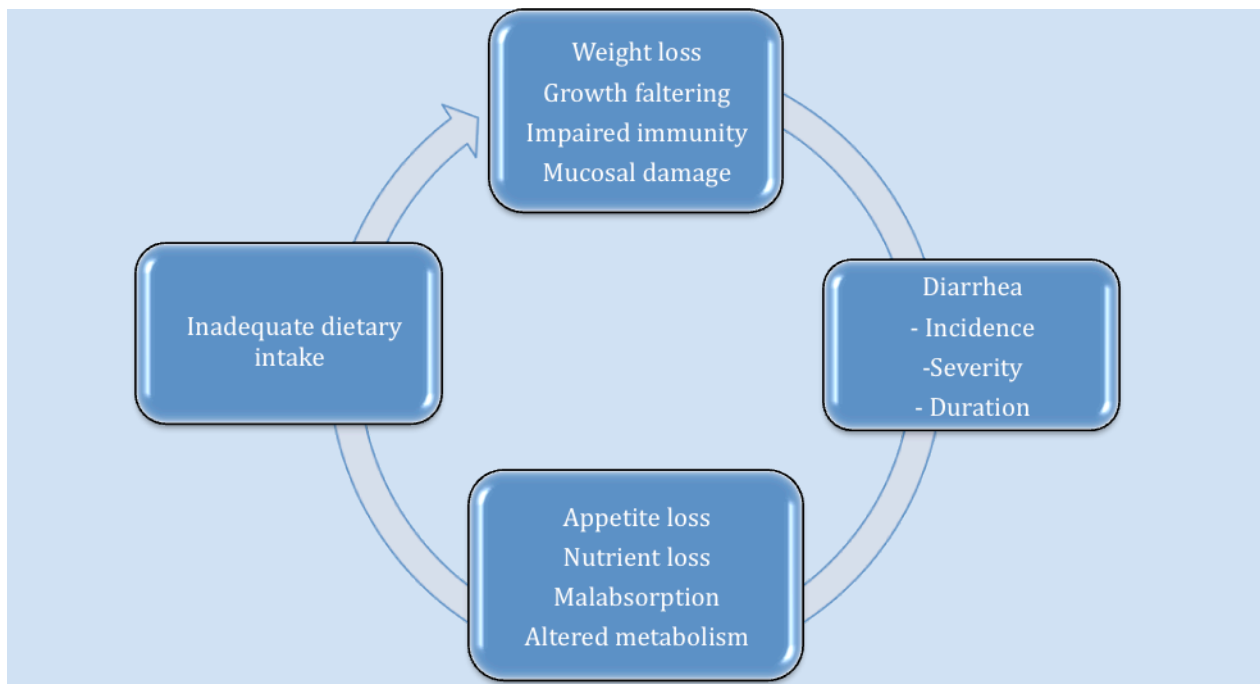 Weight loss
Growth faltering
Impaired immunity
Mucosal damage
Diarrhea
- Incidence
-Severity
- Duration
Appetite loss
Nutrient loss
Malabsorption
Altered metabolism
Inadequate dietary
intake